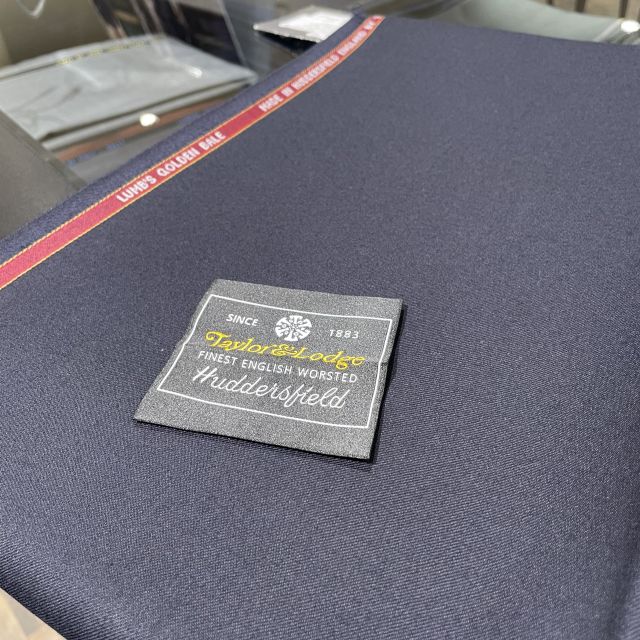 LUMB'S GOLDEN BALE MADE IN HUDDERSFIELD ENGLAND
SINCE 1883
Taylor & Lodge
FINEST ENGLISH WORSTED
Huddersfield